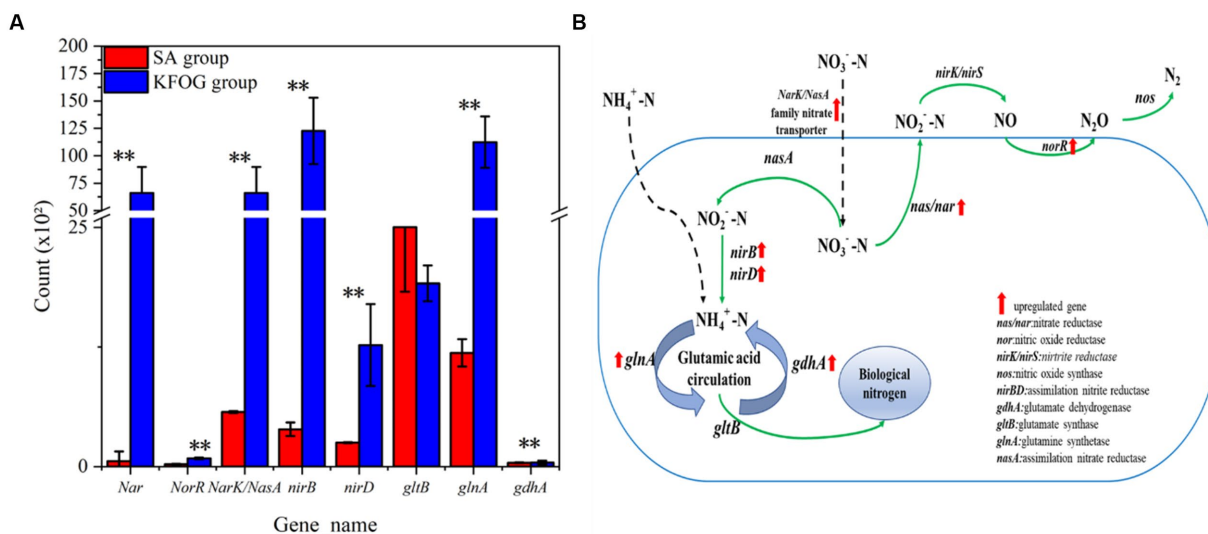 A
200
175
150
125
100
75
50
25
0
Count (x10²)
SA group
KFOG group
**
**
**
**
**
**
**
Nar
NorR
NarK/NasA
nirB
nirD
gltB
glnA
gdhA
Gene name
B
NH₄⁺-N
NO₃⁻-N
NarK/NasA
family nitrate
transporter
nirK/nirS
NO₂⁻-N
NO
N₂O
nos
N₂
norR
nasA
nas/nar
NO₂⁻-N
NO₃⁻-N
nirB
nirD
NH₄⁺-N
glnA
Glutamic acid
circulation
gdhA
gltB
Biological
nitrogen
upregulated gene
nas/nar:nitrate reductase
nor:nitric oxide reductase
nirK/nirS:nirtrite reductase
nos:nitric oxide synthase
nirBD:assimilation nitrite reductase
gdhA:glutamate dehydrogenase
gltB:glutamate synthase
glnA:glutamine synthetase
nasA:assimilation nitrate reductase